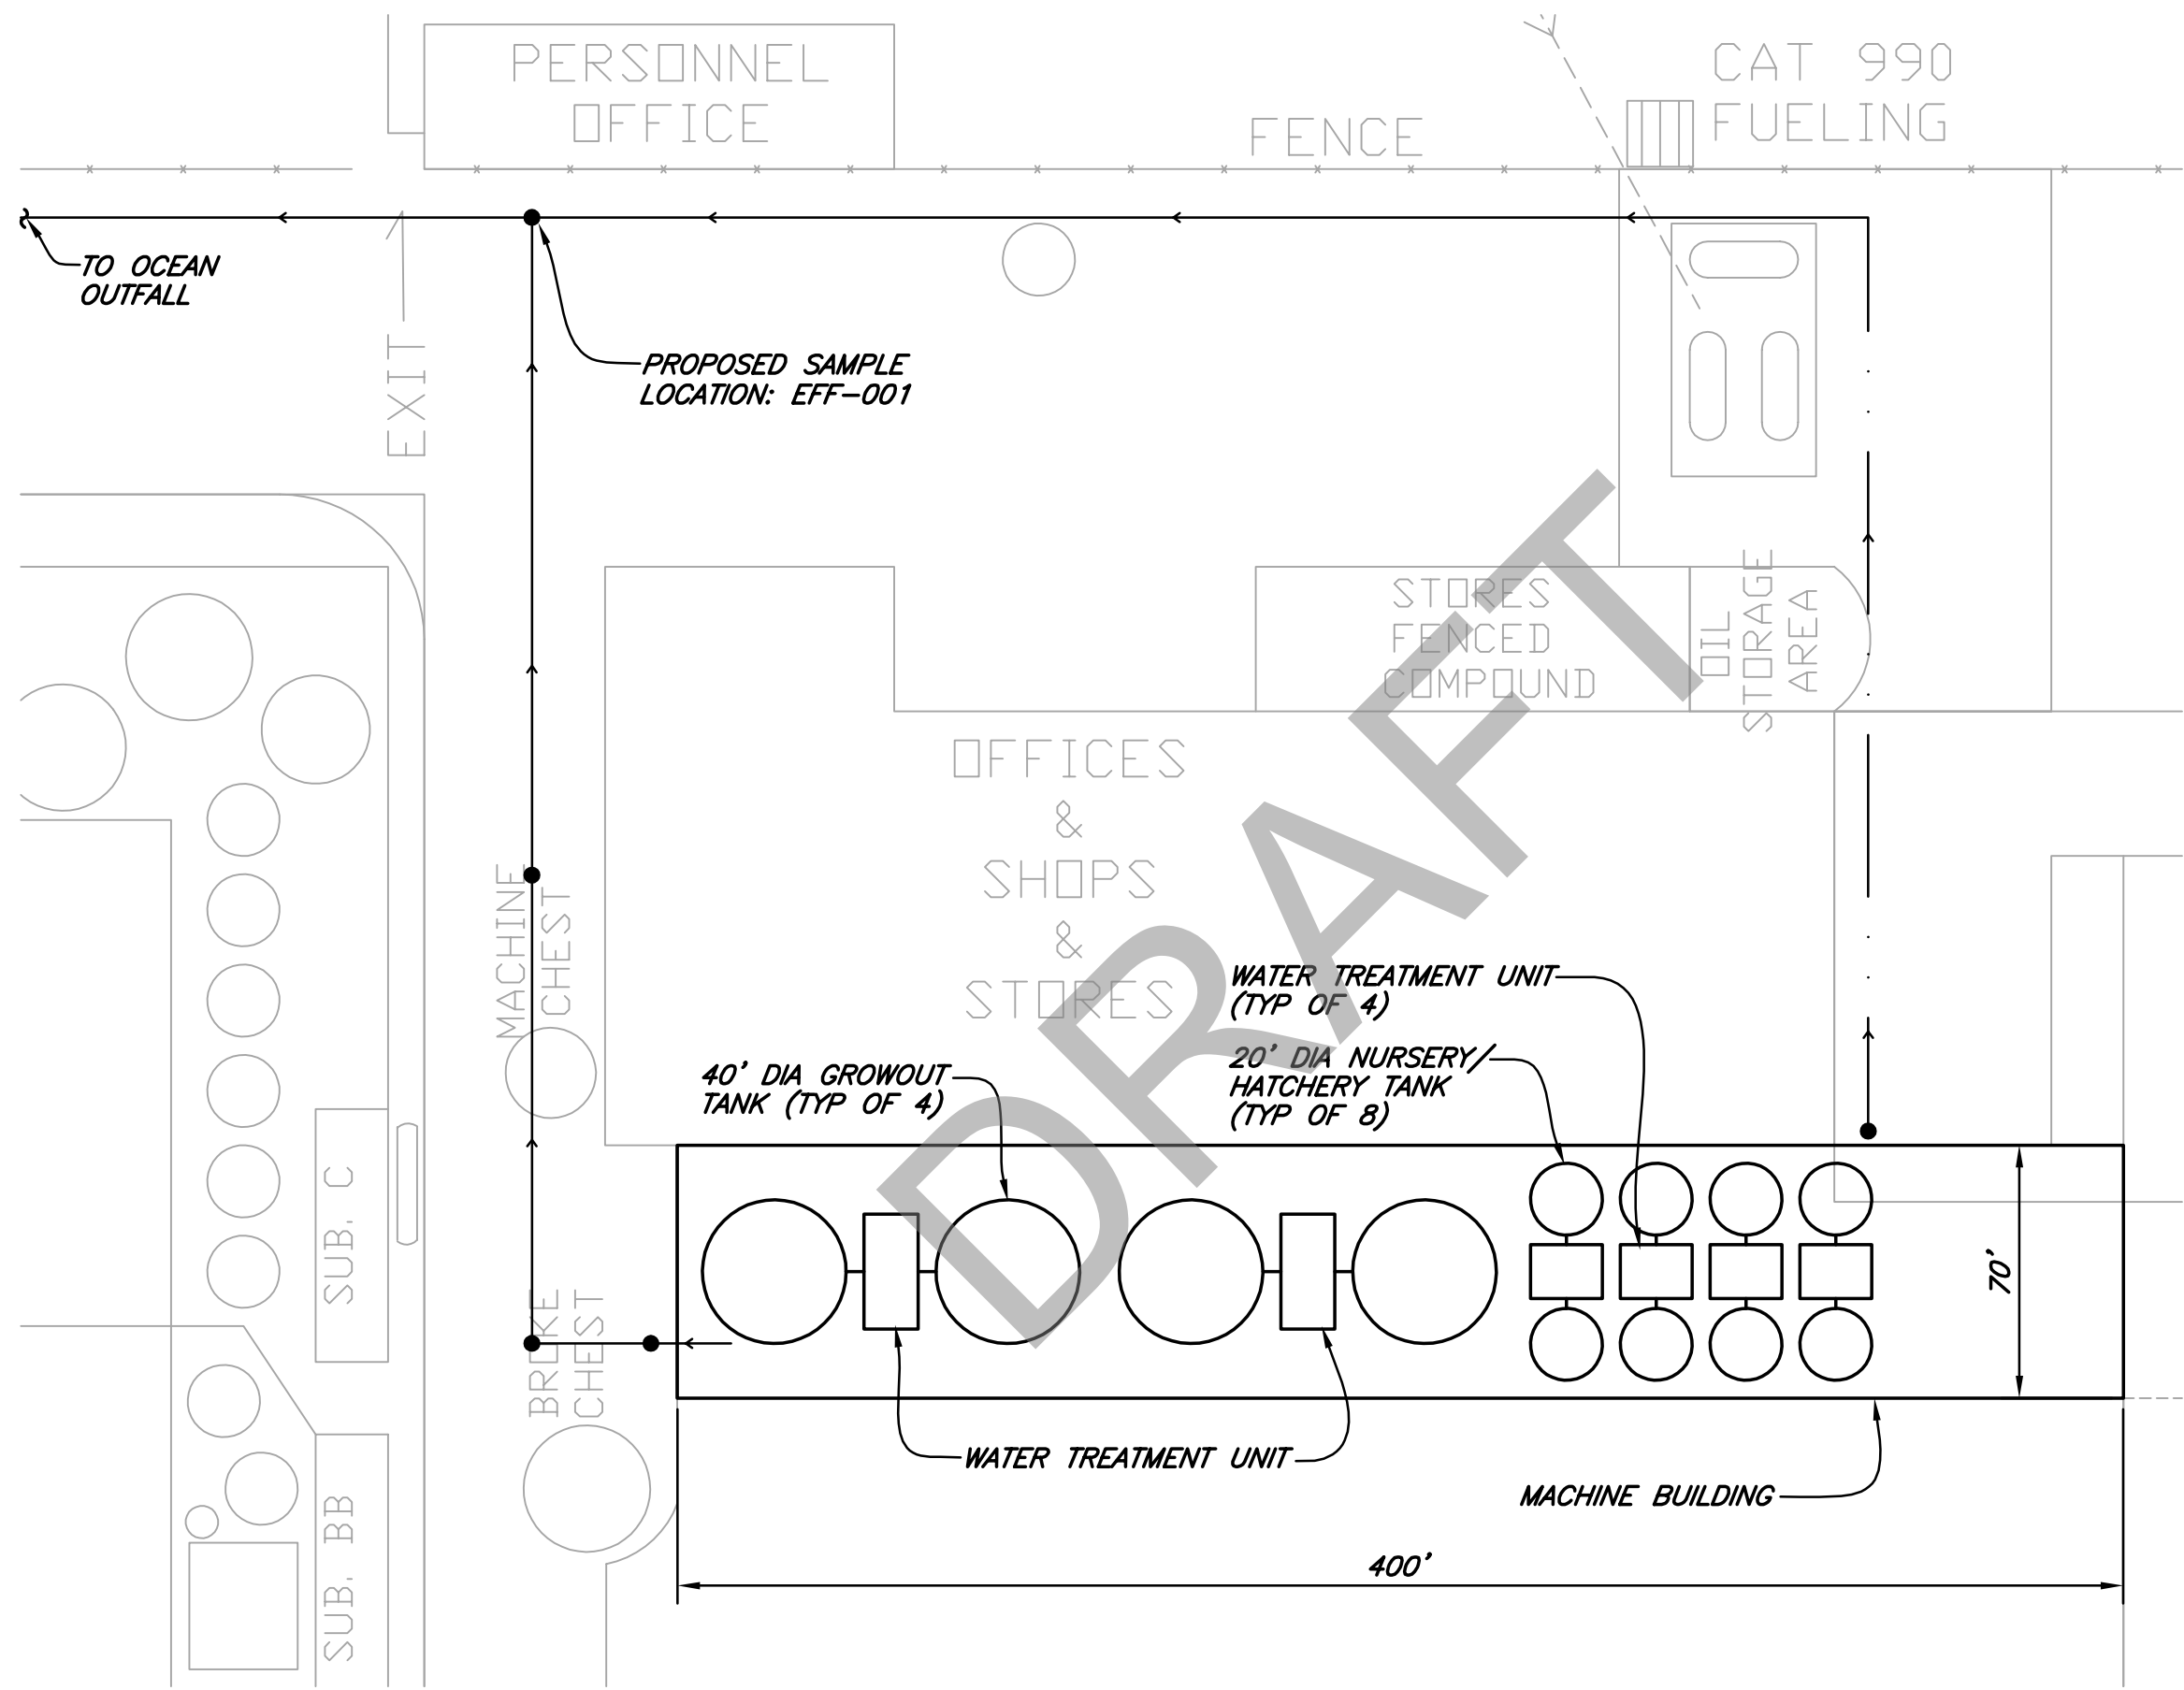 PERSONNEL
OFFICE
FENCE
CAT 990
FUELING
TO OCEAN
OUTFALL
EXIT
PROPOSED SAMPLE
LOCATION: EFF-001
STORES
FENCED
COMPOUND
OIL
STORAGE
AREA
OFFICES
&
SHOPS
&
STORES
MACHINE
CHEST
WATER TREATMENT UNIT
(TYP OF 4)
20' DIA NURSERY/
HATCHERY TANK
(TYP OF 8)
40' DIA GROWOUT
TANK (TYP OF 4)
SUB. C
BROKE
CHEST
70'
WATER TREATMENT UNIT
MACHINE BUILDING
SUB. BB
400'
DRAFT